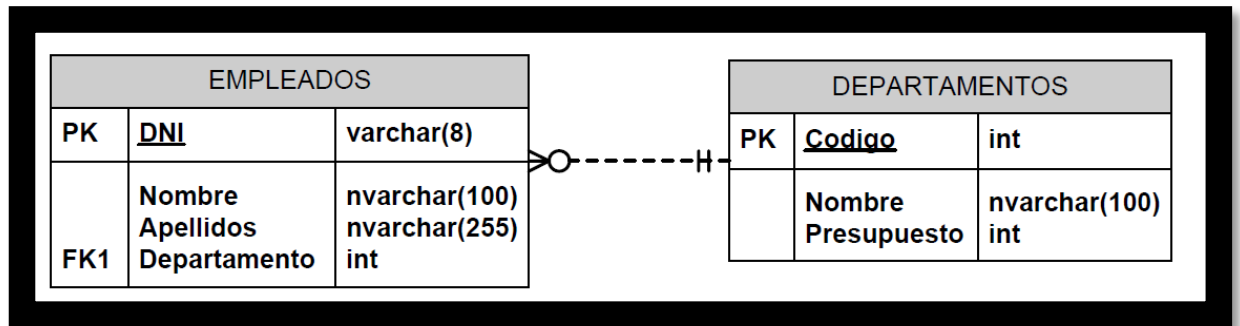 EMPLEADOS
PK DNI varchar(8)
Nombre nvarchar(100)
Apellidos nvarchar(255)
FK1 Departamento int
DEPARTAMENTOS
PK Codigo int
Nombre nvarchar(100)
Presupuesto int